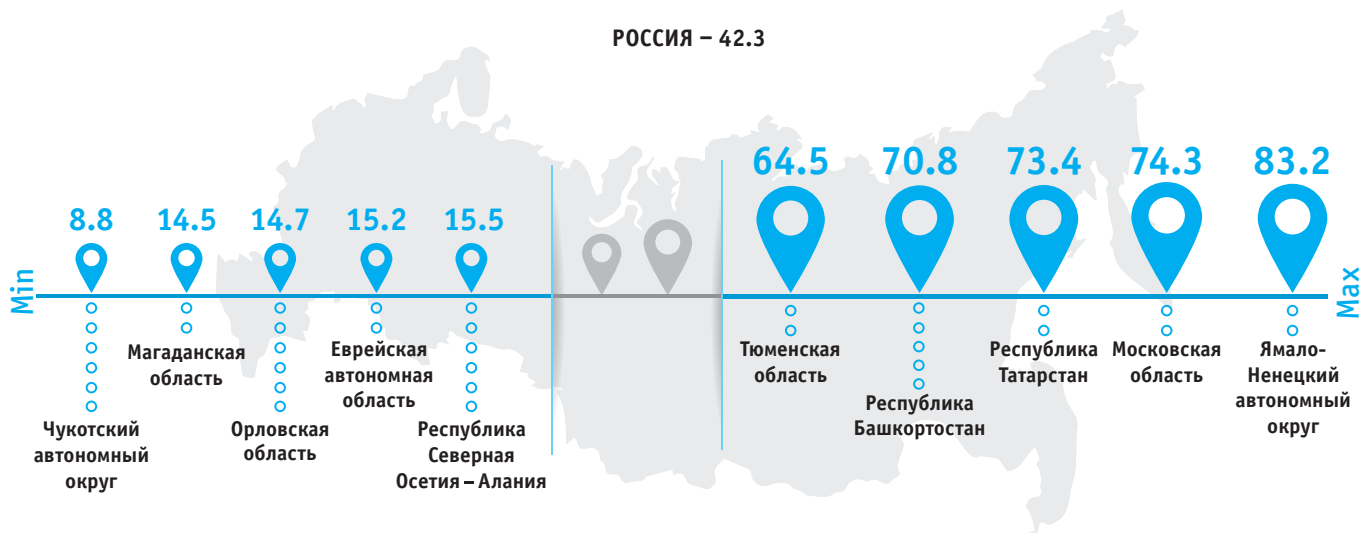 РОССИЯ – 42.3
64.5
70.8
73.4
74.3
83.2
8.8
14.5
14.7
15.2
15.5
Min
Max
Магаданская
область
Еврейская
автономная
область
Тюменская
область
Республика
Татарстан
Московская
область
Ямало-
Ненецкий
автономный
округ
Чукотский
автономный
округ
Орловская
область
Республика
Северная
Осетия – Алания
Республика
Башкортостан